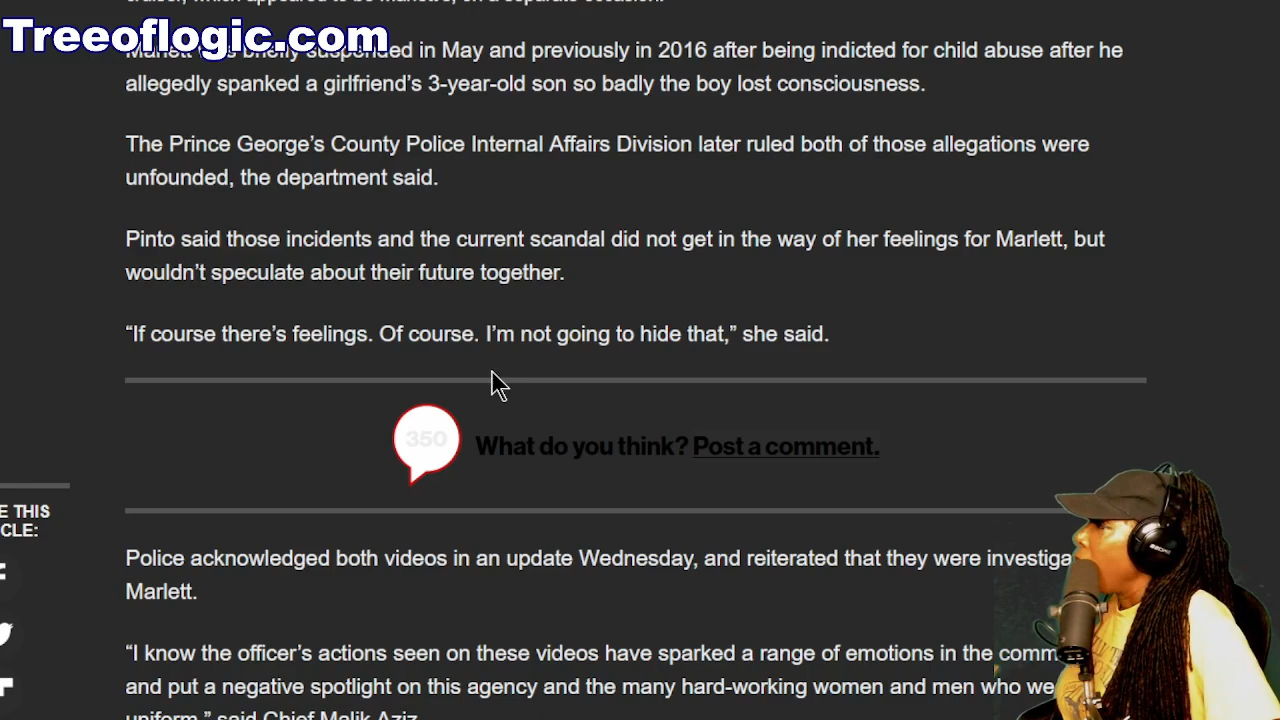 Treeoflogic.com
suspended in May and previously in 2016 after being indicted for child abuse after he
allegedly spanked a girlfriend’s 3-year-old son so badly the boy lost consciousness.
The Prince George’s County Police Internal Affairs Division later ruled both of those allegations were
unfounded, the department said.
Pinto said those incidents and the current scandal did not get in the way of her feelings for Marlett, but
wouldn’t speculate about their future together.
“If course there’s feelings. Of course. I’m not going to hide that,” she said.
350
What do you think? Post a comment.
E THIS
CLE:
Police acknowledged both videos in an update Wednesday, and reiterated that they were investiga
Marlett.
“I know the officer’s actions seen on these videos have sparked a range of emotions in the comm
and put a negative spotlight on this agency and the many hard-working women and men who we
uniform,” said Chief Malik Aziz